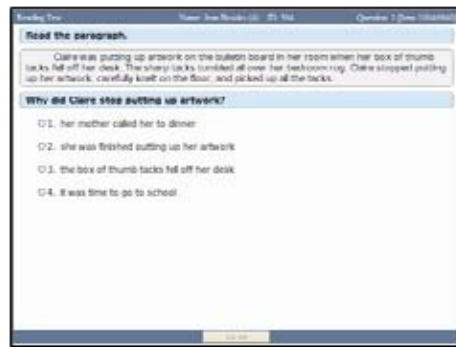 Reading Test
Read the paragraph.
Claire was putting up artwork on the bulletin board in her room when her box of thumb
tacks fell off her desk. The sharp tacks tumbled all over her bedroom rug. Claire stopped putting
up her artwork, carefully knelt on the floor, and picked up all the tacks.
Why did Claire stop putting up artwork?
1. her mother called her to dinner
2. she was finished putting up her artwork
3. the box of thumb tacks fell off her desk
4. it was time to go to school